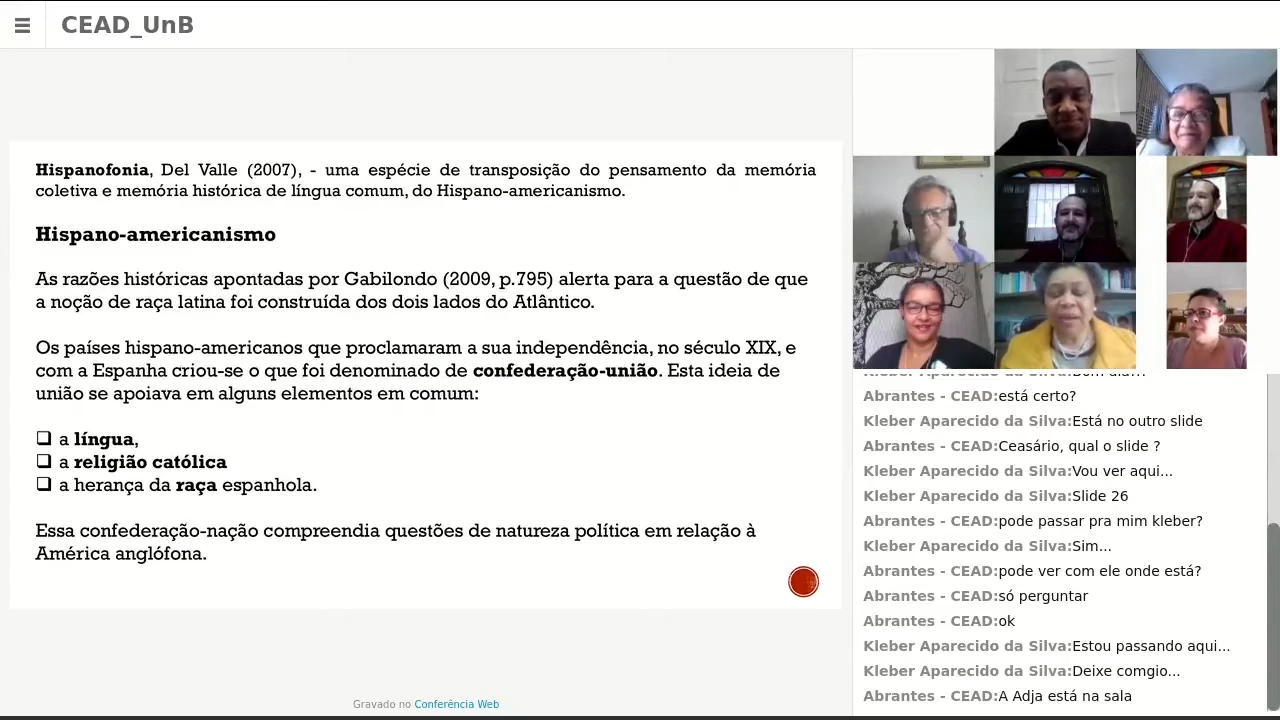 CEAD_UnB
Hispanofonia, Del Valle (2007), - uma espécie de transposição do pensamento da memória
coletiva e memória histórica de língua comum, do Hispano-americanismo.
Hispano-americanismo
As razões históricas apontadas por Gabilondo (2009, p.795) alerta para a questão de que
a noção de raça latina foi construída dos dois lados do Atlântico.
Os países hispano-americanos que proclamaram a sua independência, no século XIX, e
com a Espanha criou-se o que foi denominado de confederação-união. Esta ideia de
união se apoiava em alguns elementos em comum:
❑ a língua,
❑ a religião católica
❑ a herança da raça espanhola.
Essa confederação-nação compreendia questões de natureza política em relação à
América anglófona.
Gravado no Conferência Web
Kleber Aparecido da Silva:
Abrantes - CEAD:está certo?
Kleber Aparecido da Silva:Está no outro slide
Abrantes - CEAD:Ceasário, qual o slide ?
Kleber Aparecido da Silva:Vou ver aqui...
Kleber Aparecido da Silva:Slide 26
Abrantes - CEAD:pode passar pra mim kleber?
Kleber Aparecido da Silva:Sim...
Abrantes - CEAD:pode ver com ele onde está?
Abrantes - CEAD:só perguntar
Abrantes - CEAD:ok
Kleber Aparecido da Silva:Estou passando aqui...
Kleber Aparecido da Silva:Deixe comgio...
Abrantes - CEAD:A Adja está na sala